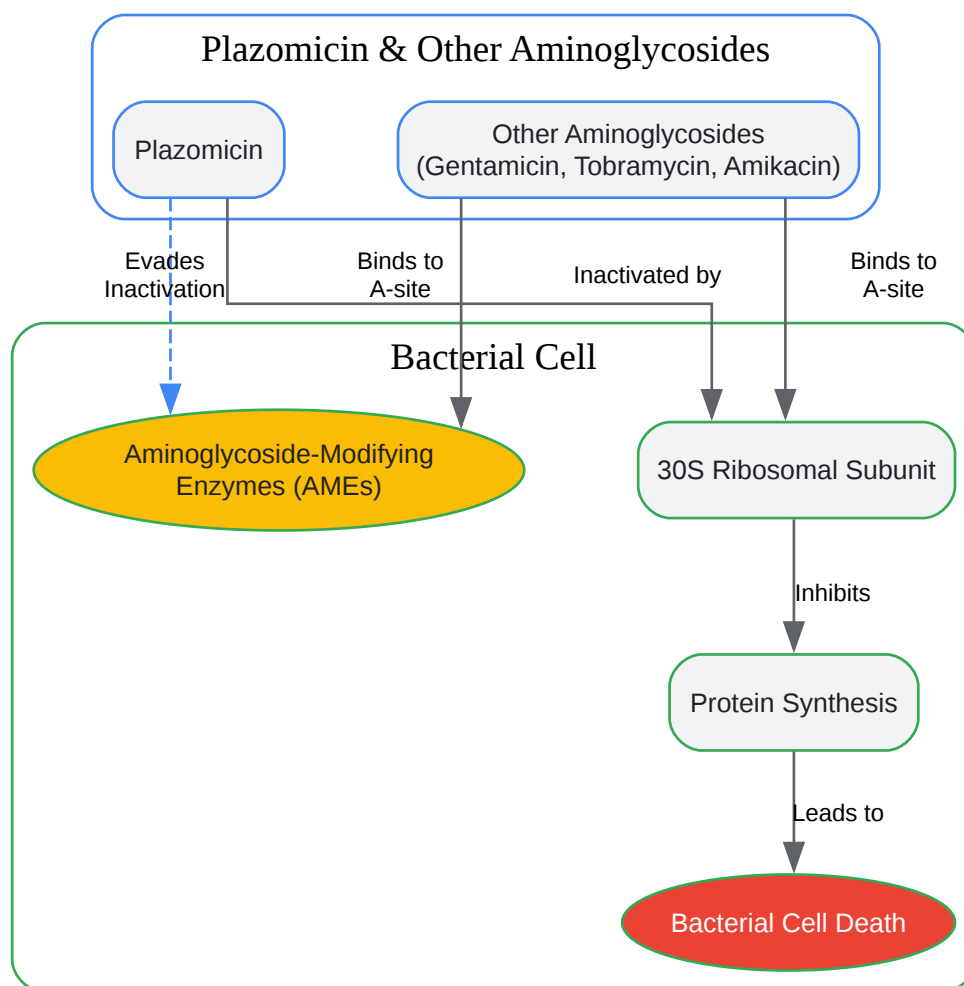 Plazomicin & Other Aminoglycosides
Plazomicin
Other Aminoglycosides
(Gentamicin, Tobramycin, Amikacin)
Evades
Inactivation
Binds to
A-site
Inactivated by
Binds to
A-site
Bacterial Cell
Aminoglycoside-Modifying
Enzymes (AMEs)
30S Ribosomal Subunit
Inhibits
Protein Synthesis
Leads to
Bacterial Cell Death